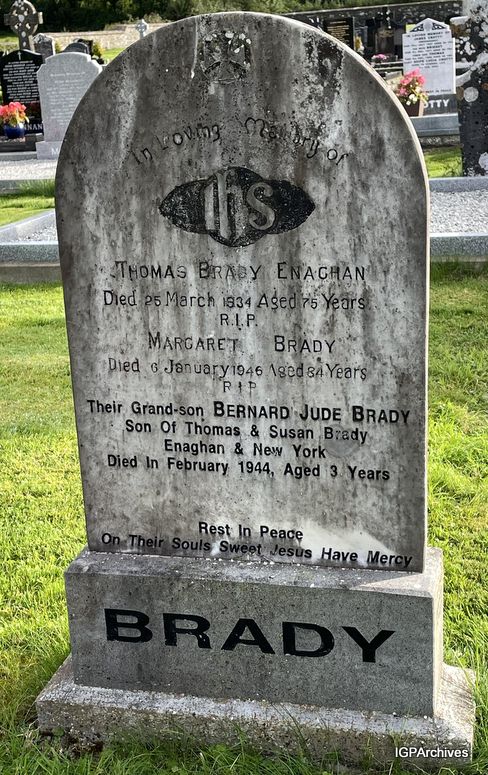 In Loving Memory of
IHS
THOMAS BRADY ENAGHAN
Died 25 March 1934 Aged 75 Years
R.I.P.
MARGARET BRADY
Died 6 January 1946 Aged 84 Years
R I P
Their Grand-son BERNARD JUDE BRADY
Son Of Thomas & Susan Brady
Enaghan & New York
Died In February 1944, Aged 3 Years
Rest In Peace
On Their Souls Sweet Jesus Have Mercy
BRADY
IGPArchives